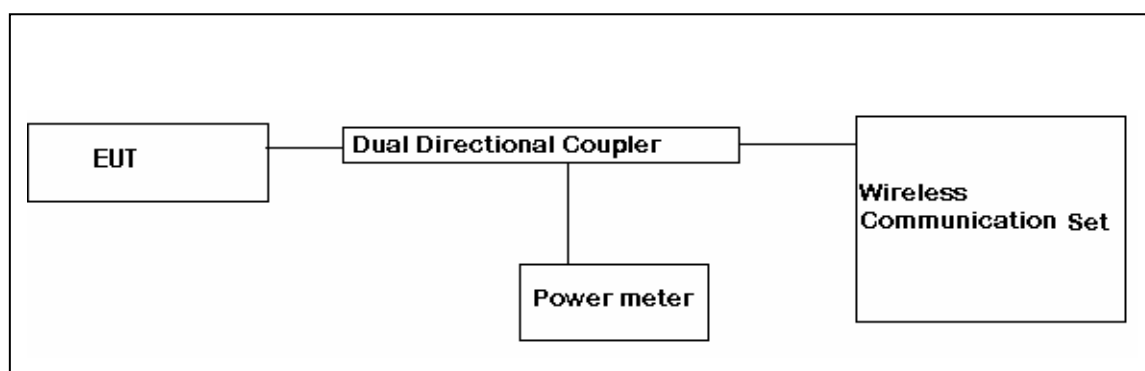 EUT
Dual Directional Coupler
Wireless
Communication Set
Power meter